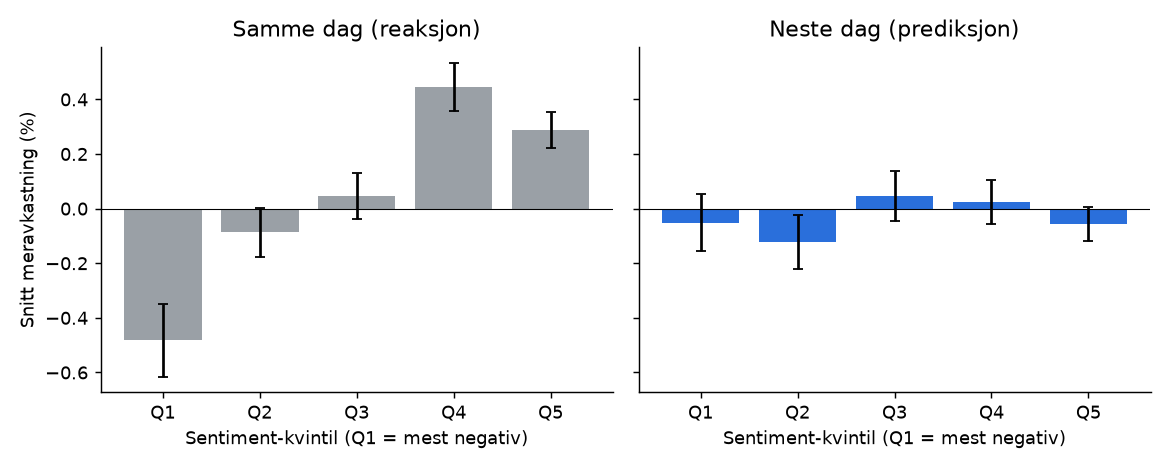 Samme dag (reaksjon)
Neste dag (prediksjon)
Snitt meravkastning (%)
0.4
0.2
0.0
−0.2
−0.4
−0.6
Q1 Q2 Q3 Q4 Q5
Sentiment-kvintil (Q1 = mest negativ)
Q1 Q2 Q3 Q4 Q5
Sentiment-kvintil (Q1 = mest negativ)